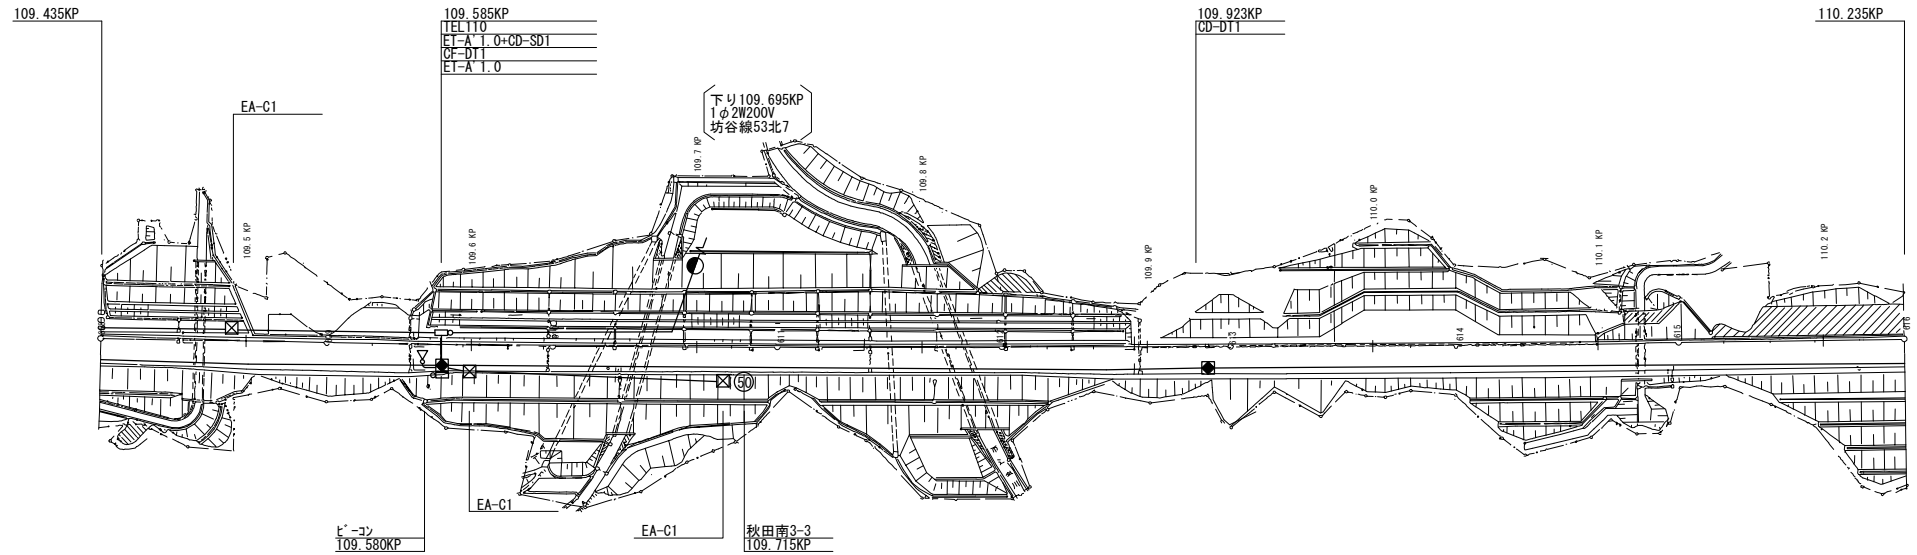 109.435KP
109.585KP
TEL110
ET-A'1.0+CD-SD1
CF-DT1
ET-A'1.0
109.923KP
CD-DT1
110.235KP
EA-C1
下り109.695KP
1φ2W200V
坊谷線53北7
109.5 KP
109.6 KP
109.7 KP
109.8 KP
109.9 KP
110.0 KP
110.1 KP
110.2 KP
613
614
615
616
50
EA-C1
EA-C1
ビーコン
109.580KP
秋田南3-3
109.715KP